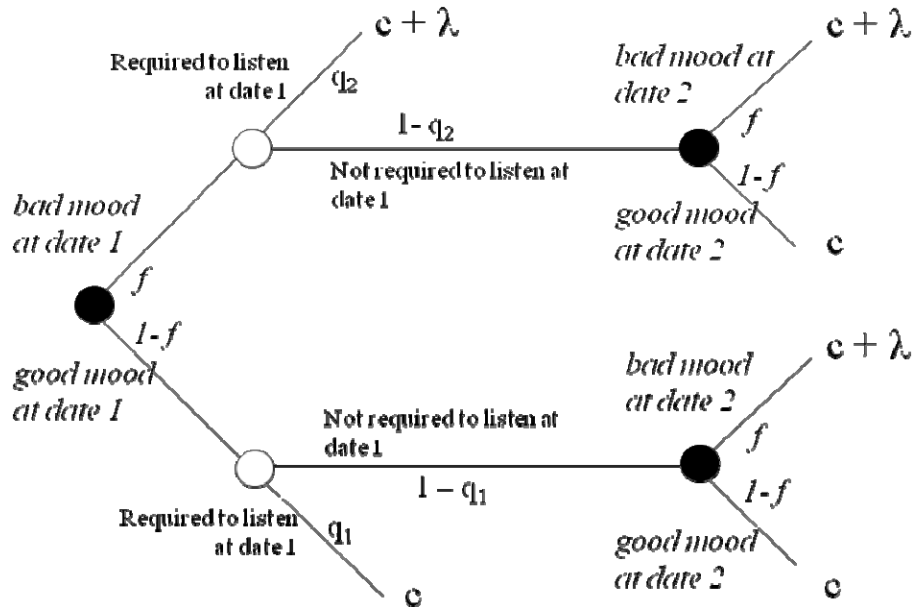 c + λ
Required to listen
at date 1
q₂
bad mood at
date 2
c + λ
f
1 - q₂
Not required to listen at
date 1
1-f
good mood
at date 2
c
bad mood
at date 1
f
1-f
good mood
at date 1
c + λ
bad mood
at date 2
f
Not required to listen at
date 1
1 – q₁
1-f
good mood
at date 2
c
Required to listen
at date 1
q₁
c